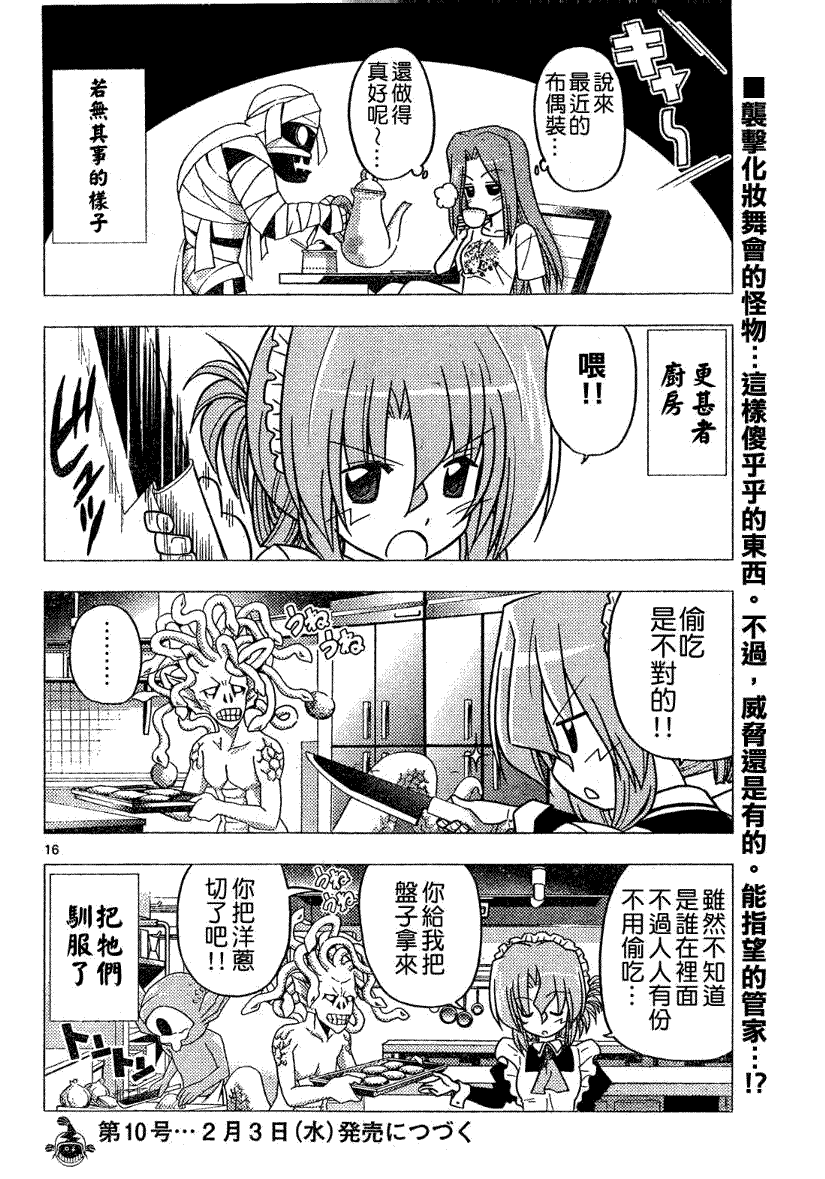 ■襲擊化妝舞會的怪物…這樣傻乎乎的東西。不過，威脅還是有的。能指望的管家…!?
キャ～
說來
最近的
布偶裝…
還做得
真好呢～…
若無其事的樣子
更甚者
廚房
喂!!
ビュッ
偷吃
是不對的!!
うね
うね
………
雖然不知道
是誰在裡面
不過人人有份
不用偷吃…
你給我把
盤子拿來
うね
うね
你把洋蔥
切了吧!!
把牠們
馴服了
トントン
16
第10号…2月3日(水)発売につづく